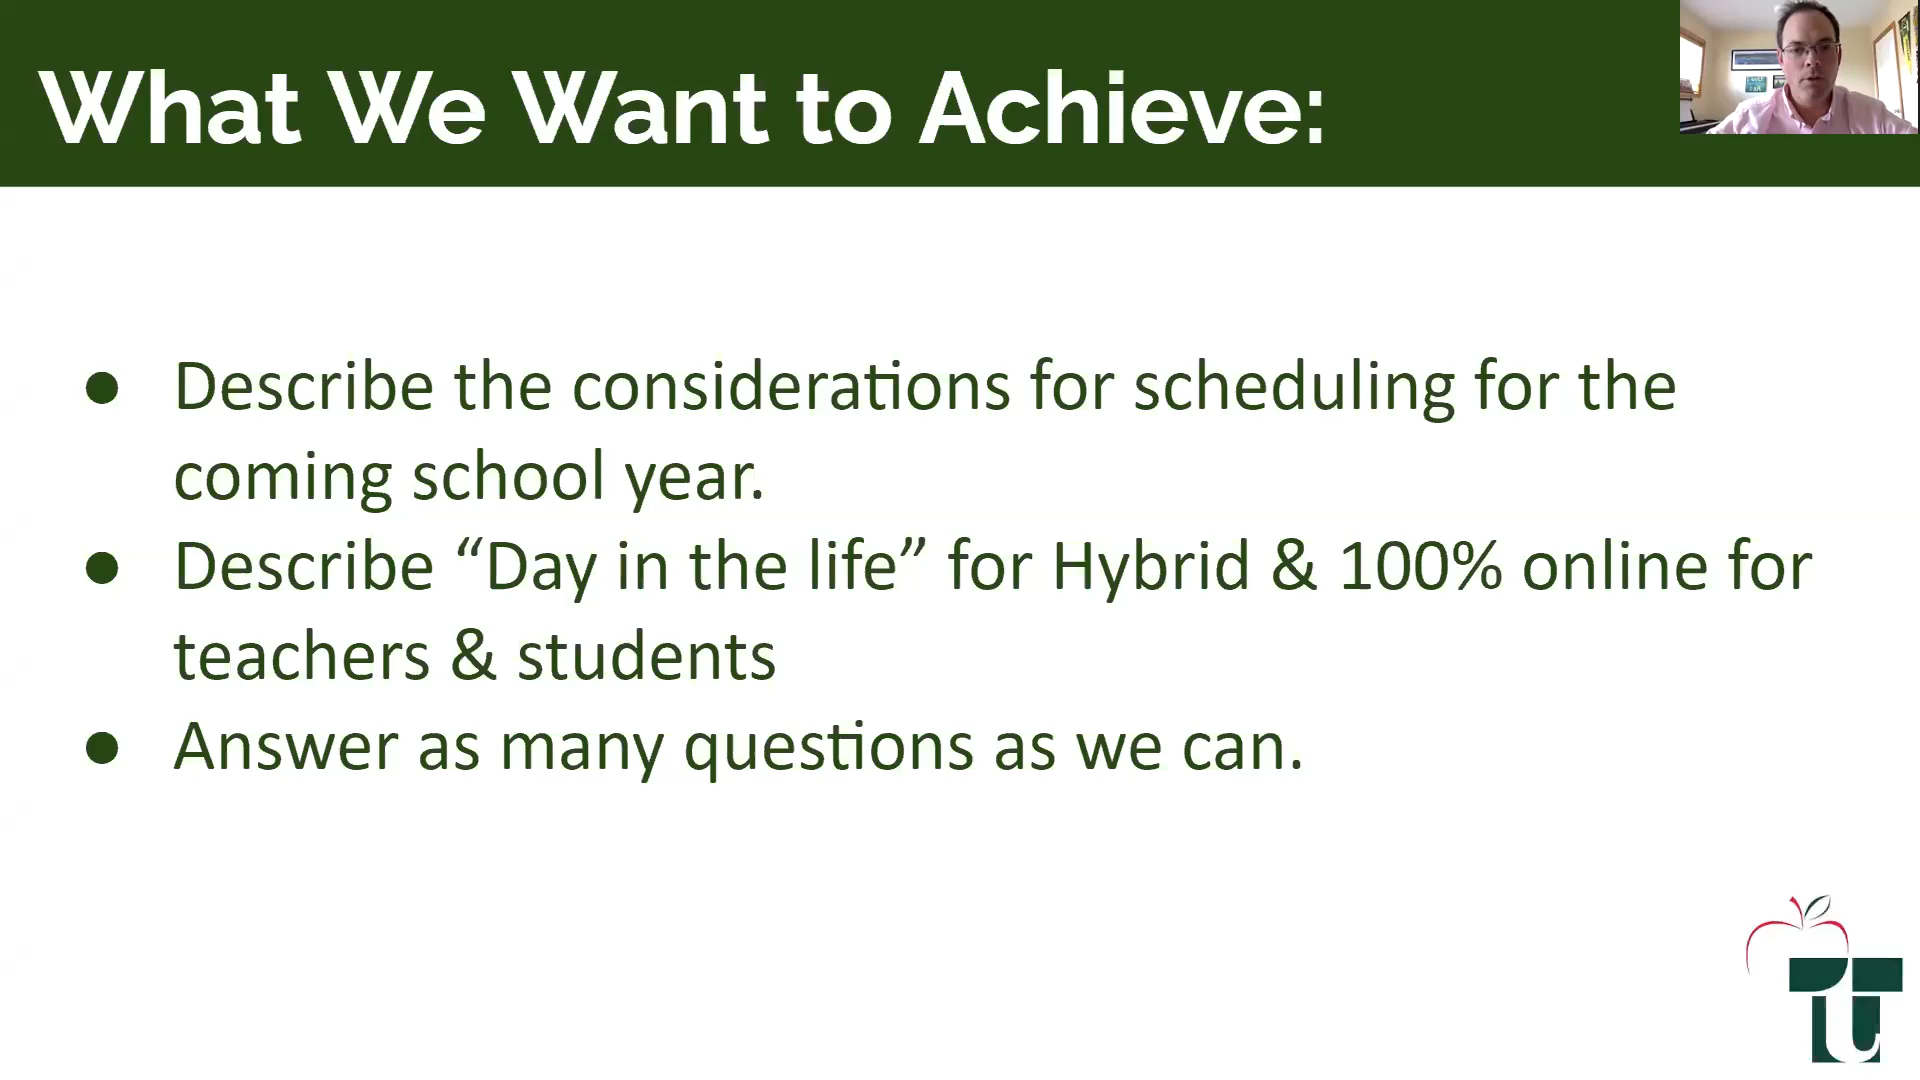 What We Want to Achieve:
● Describe the considerations for scheduling for the
coming school year.
● Describe “Day in the life” for Hybrid & 100% online for
teachers & students
● Answer as many questions as we can.